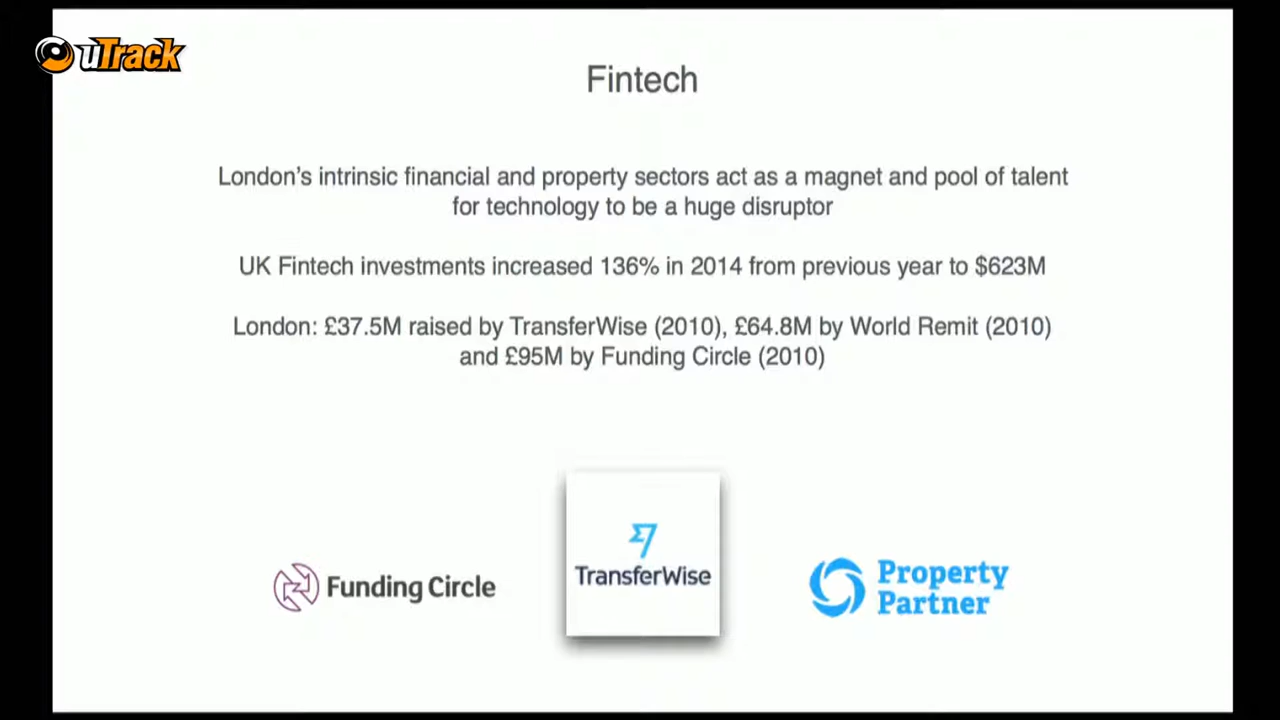 uTrack
Fintech
London’s intrinsic financial and property sectors act as a magnet and pool of talent
for technology to be a huge disruptor
UK Fintech investments increased 136% in 2014 from previous year to $623M
London: £37.5M raised by TransferWise (2010), £64.8M by World Remit (2010)
and £95M by Funding Circle (2010)
Funding Circle
TransferWise
Property
Partner